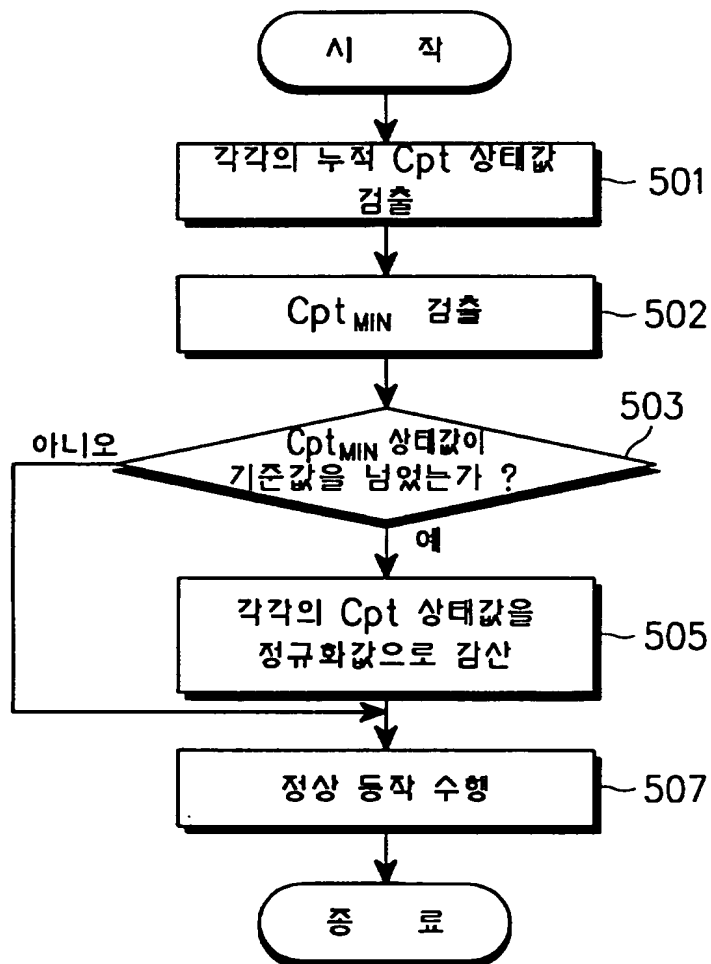 시 작
각각의 누적 Cpt 상태값
검출
501
Cpt MIN 검출
502
503
아니오
Cpt MIN 상태값이
기준값을 넘었는가 ?
예
각각의 Cpt 상태값을
정규화값으로 감산
505
정상 동작 수행
507
종 료